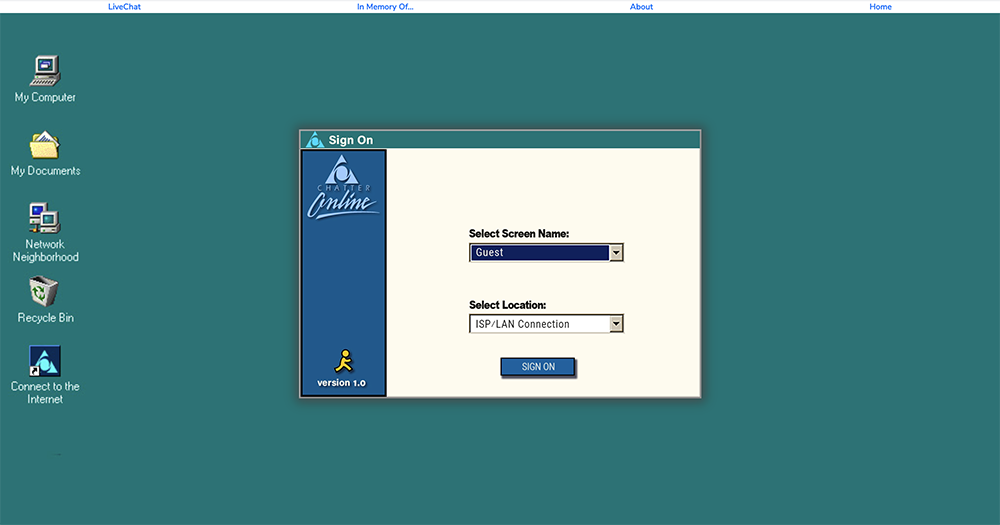 LiveChat
In Memory Of...
About
Home
My Computer
My Documents
Network
Neighborhood
Recycle Bin
Connect to the
Internet
Sign On
CHATTER
Online
version 1.0
Select Screen Name:
Guest
Select Location:
ISP/LAN Connection
SIGN ON